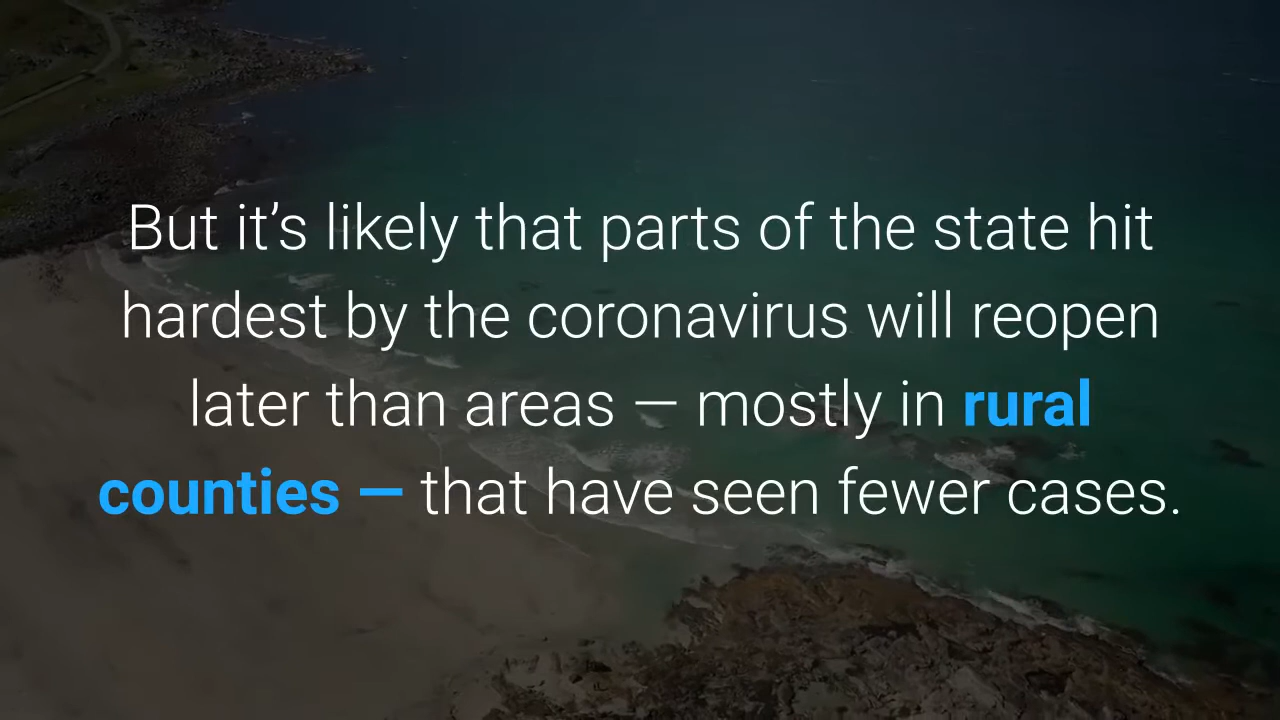 But it’s likely that parts of the state hit
hardest by the coronavirus will reopen
later than areas — mostly in rural
counties — that have seen fewer cases.